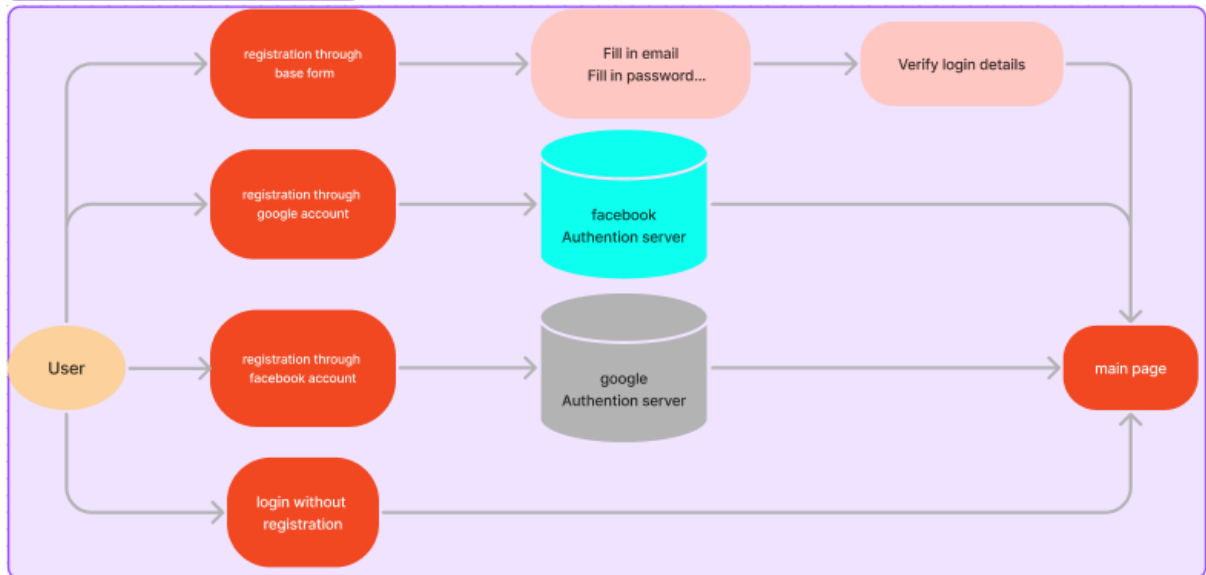 registration through
base form
Fill in email
Fill in password...
Verify login details
registration through
google account
facebook
Authention server
User
registration through
facebook account
google
Authention server
main page
login without
registration